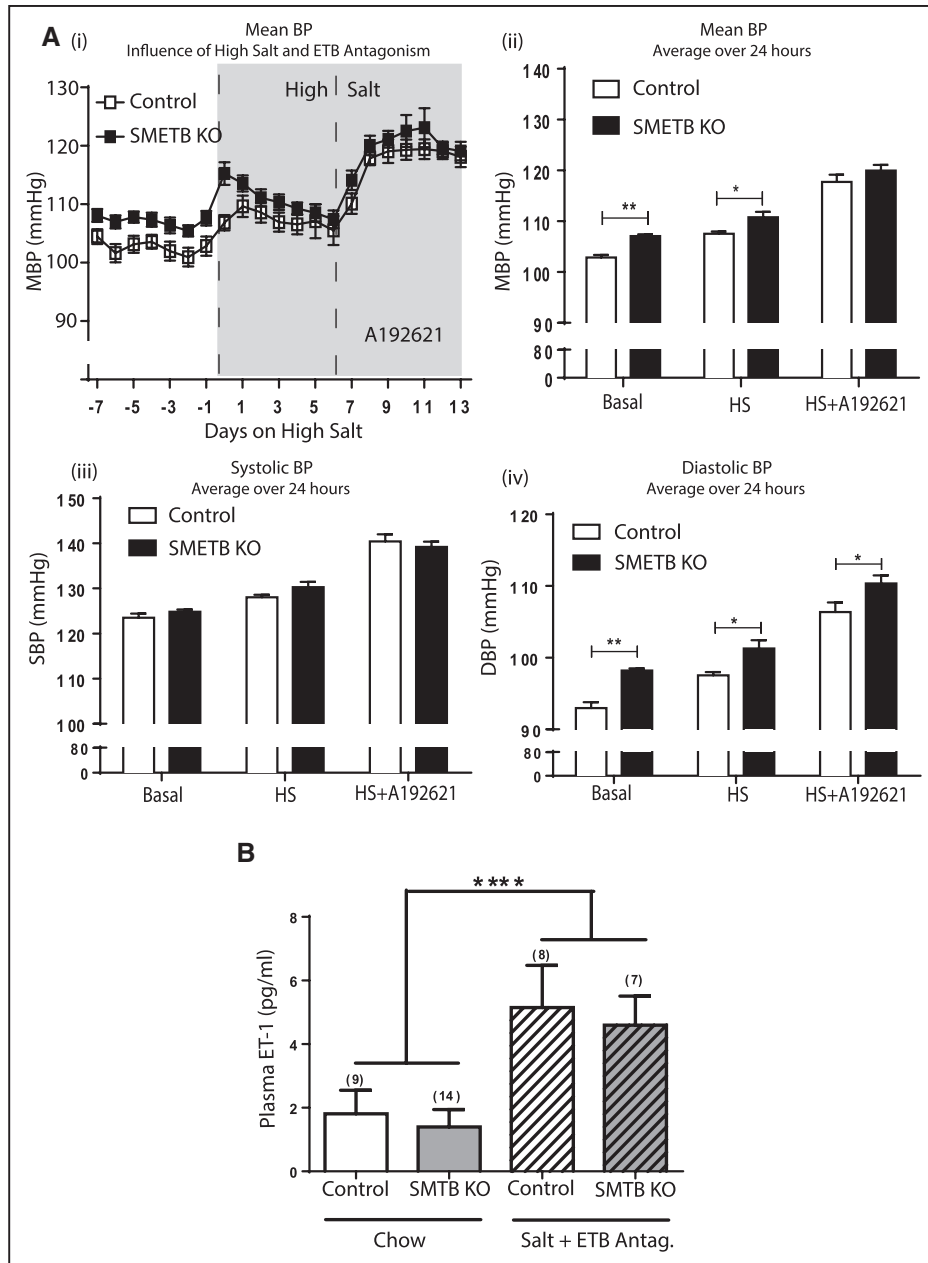 A (i)
Mean BP
Influence of High Salt and ETB Antagonism
High Salt
Control
SMETB KO
A192621
MBP (mmHg)
130
120
110
100
90
-7 -5 -3 -1 1 3 5 7 9 11 13
Days on High Salt
(ii)
Mean BP
Average over 24 hours
Control
SMETB KO
MBP (mmHg)
140
130
120
110
100
90
80
0
** *
Basal HS HS+A192621
(iii)
Systolic BP
Average over 24 hours
Control
SMETB KO
SBP (mmHg)
150
140
130
120
110
100
80
0
Basal HS HS+A192621
(iv)
Diastolic BP
Average over 24 hours
Control
SMETB KO
DBP (mmHg)
120
110
100
90
80
0
** * *
Basal HS HS+A192621
B
****
Plasma ET-1 (pg/ml)
8
6
4
2
0
(9) (14) (8) (7)
Control SMTB KO Control SMTB KO
Chow Salt + ETB Antag.